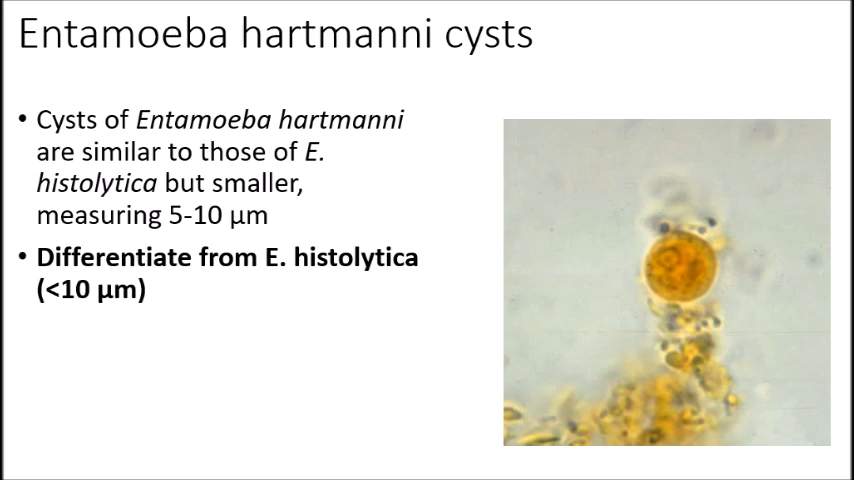 Entamoeba hartmanni cysts
• Cysts of Entamoeba hartmanni
are similar to those of E.
histolytica but smaller,
measuring 5-10 µm
• Differentiate from E. histolytica
(<10 µm)